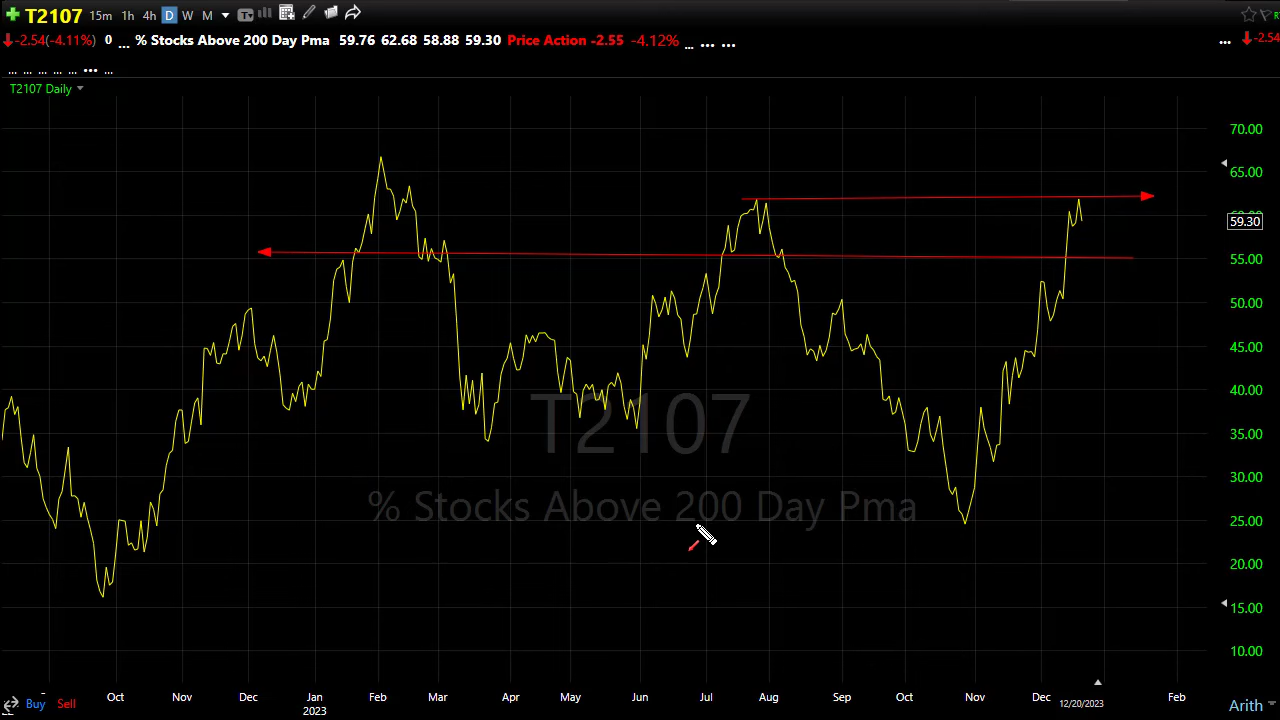 T2107 15m 1h 4h D W M
-2.54(-4.11%) 0 ... % Stocks Above 200 Day Pma 59.76 62.68 58.88 59.30 Price Action -2.55 -4.12% ... ... ... ... -2.54
... ... ... ... ... ... ...
T2107 Daily
70.00
65.00
59.30
55.00
50.00
45.00
40.00
35.00
30.00
25.00
20.00
15.00
10.00
T2107
% Stocks Above 200 Day Pma
Oct Nov Dec Jan Feb Mar Apr May Jun Jul Aug Sep Oct Nov Dec Feb
2023 12/20/2023
Buy Sell Arith